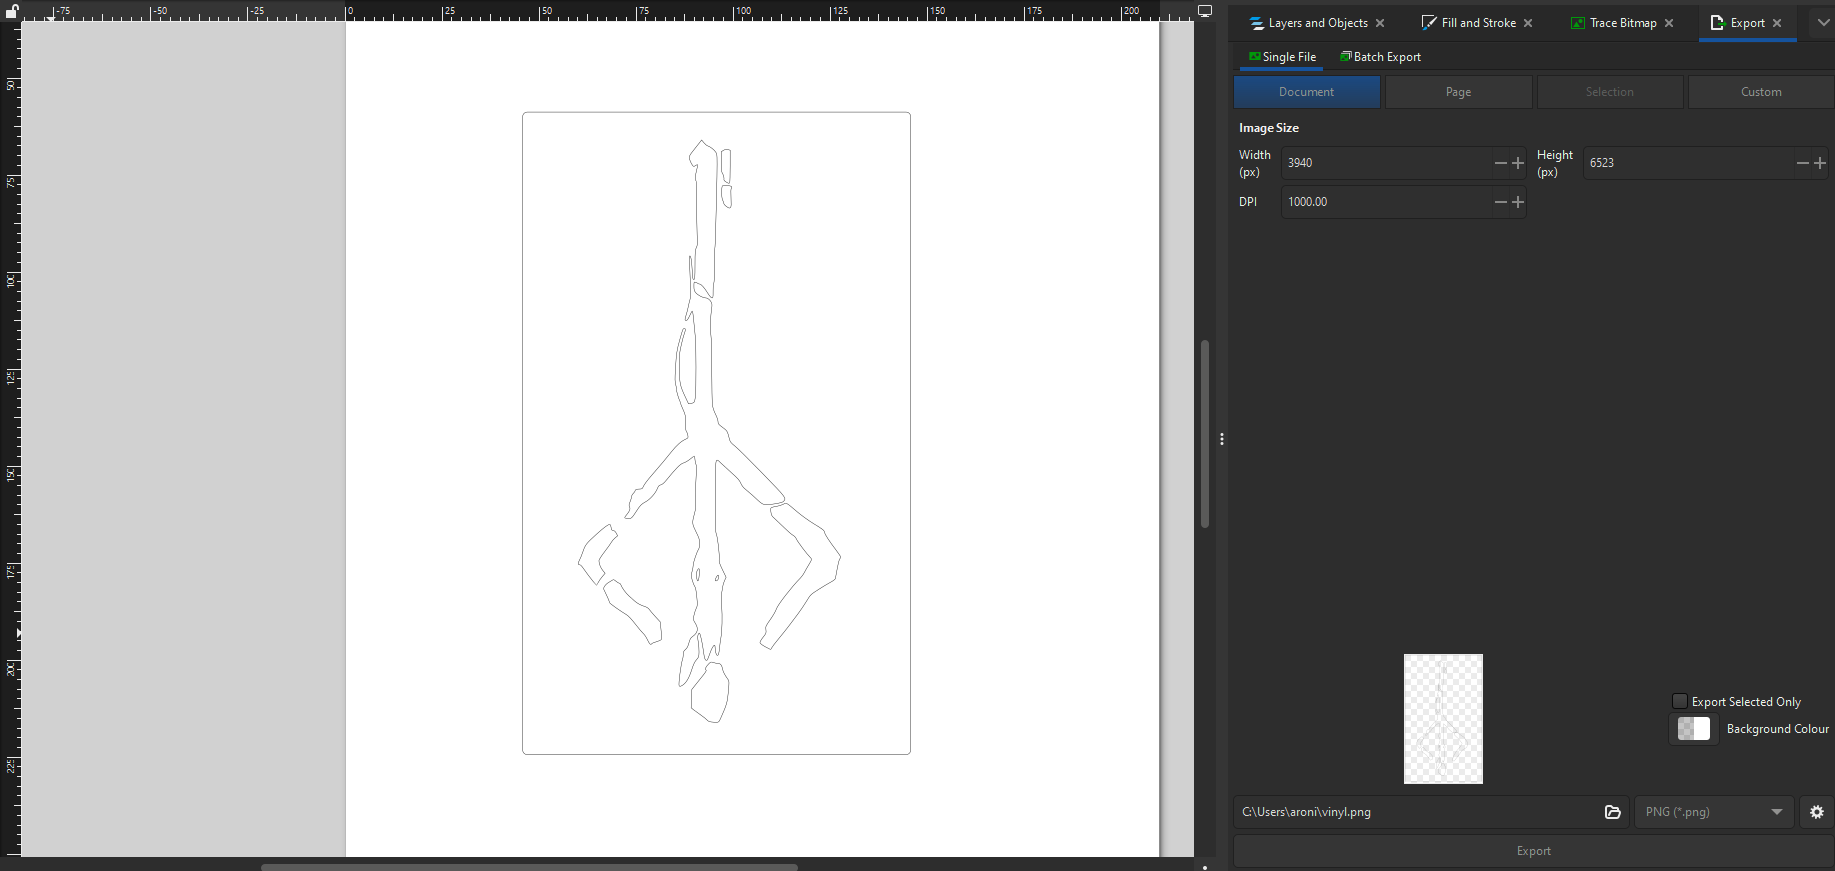 -75 -50 -25 0 25 50 75 100 125 150 175 200
Layers and Objects Fill and Stroke Trace Bitmap Export
Single File Batch Export
Document Page Selection Custom
Image Size
Width (px) 3940 Height (px) 6523
DPI 1000.00
50
75
100
125
150
175
200
225
Export Selected Only
Background Colour
C:\Users\aroni\vinyl.png PNG (*.png)
Export